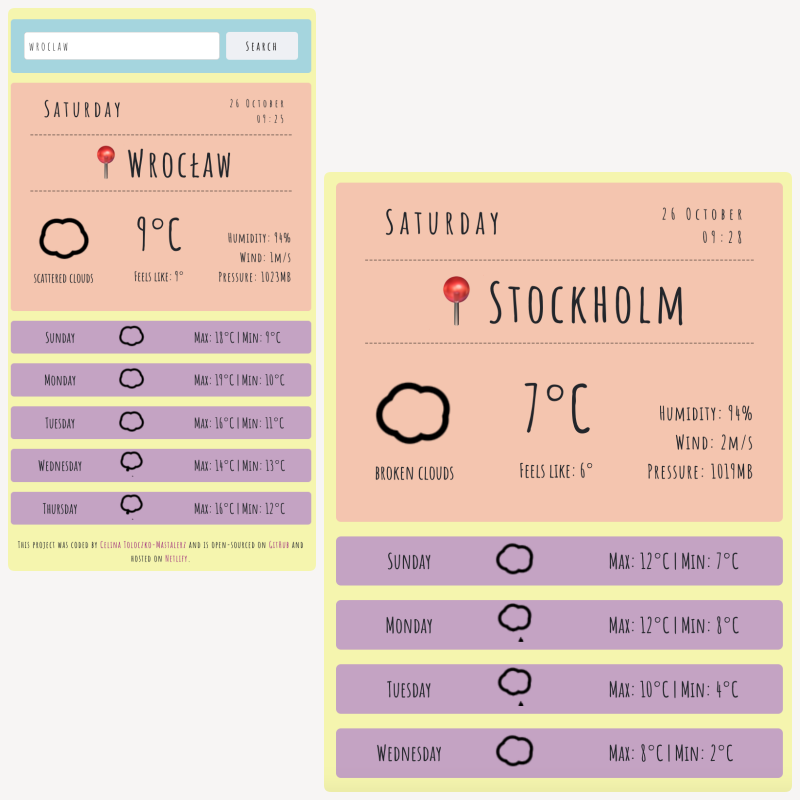 WROCLAW
Search
Saturday
26 October
09:25
Wrocław
9°C
Humidity: 94%
Wind: 1m/s
scattered clouds
Feels like: 9°
Pressure: 1023MB
Sunday Max: 18°C | Min: 9°C
Monday Max: 19°C | Min: 10°C
Tuesday Max: 16°C | Min: 11°C
Wednesday Max: 14°C | Min: 13°C
Thursday Max: 16°C | Min: 12°C
This project was coded by Celina Toloczko-Mastalerz and is open-sourced on GitHub and
hosted on Netlify.
Saturday
26 October
09:28
Stockholm
7°C
Humidity: 94%
Wind: 2m/s
broken clouds
Feels like: 6°
Pressure: 1019MB
Sunday Max: 12°C | Min: 7°C
Monday Max: 12°C | Min: 8°C
Tuesday Max: 10°C | Min: 4°C
Wednesday Max: 8°C | Min: 2°C